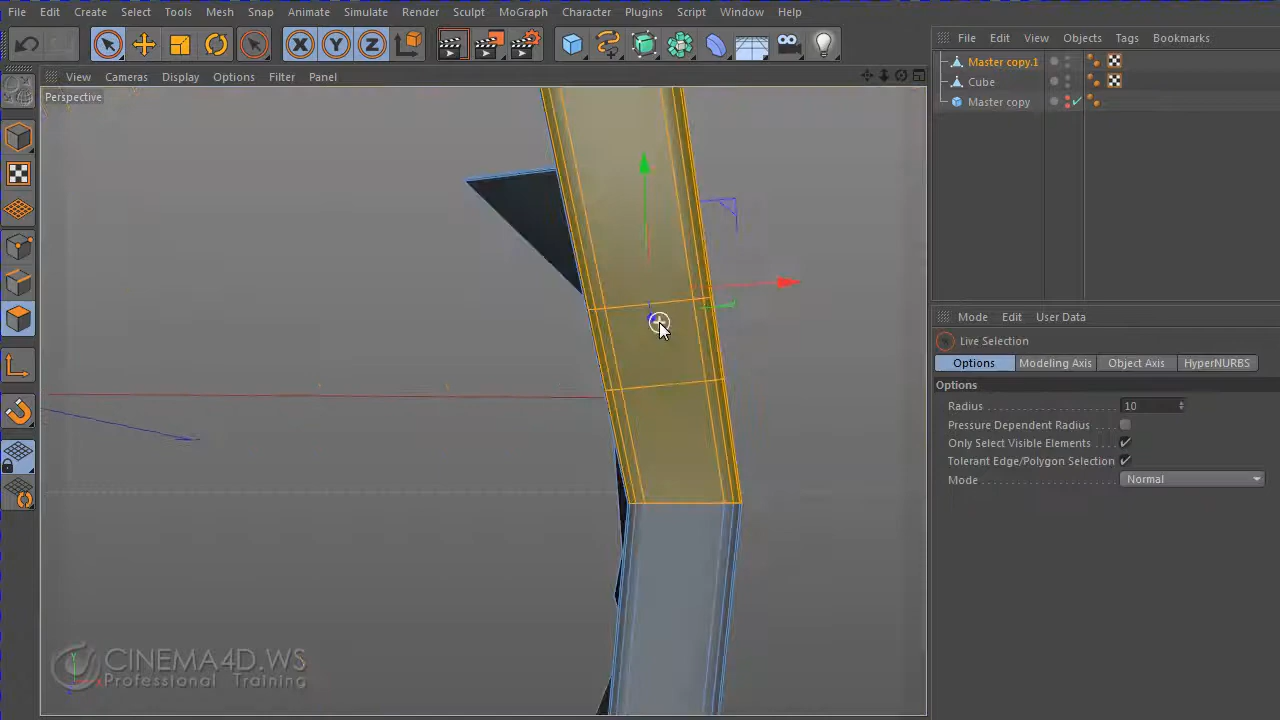 File Edit Create Select Tools Mesh Snap Animate Simulate Render Sculpt MoGraph Character Plugins Script Window Help
X Y Z
View Cameras Display Options Filter Panel
Perspective
File Edit View Objects Tags Bookmarks
Master copy.1
Cube
Master copy
Mode Edit User Data
Live Selection
Options Modeling Axis Object Axis HyperNURBS
Options
Radius 10
Pressure Dependent Radius
Only Select Visible Elements
Tolerant Edge/Polygon Selection
Mode Normal
CINEMA4D.WS
Professional Training